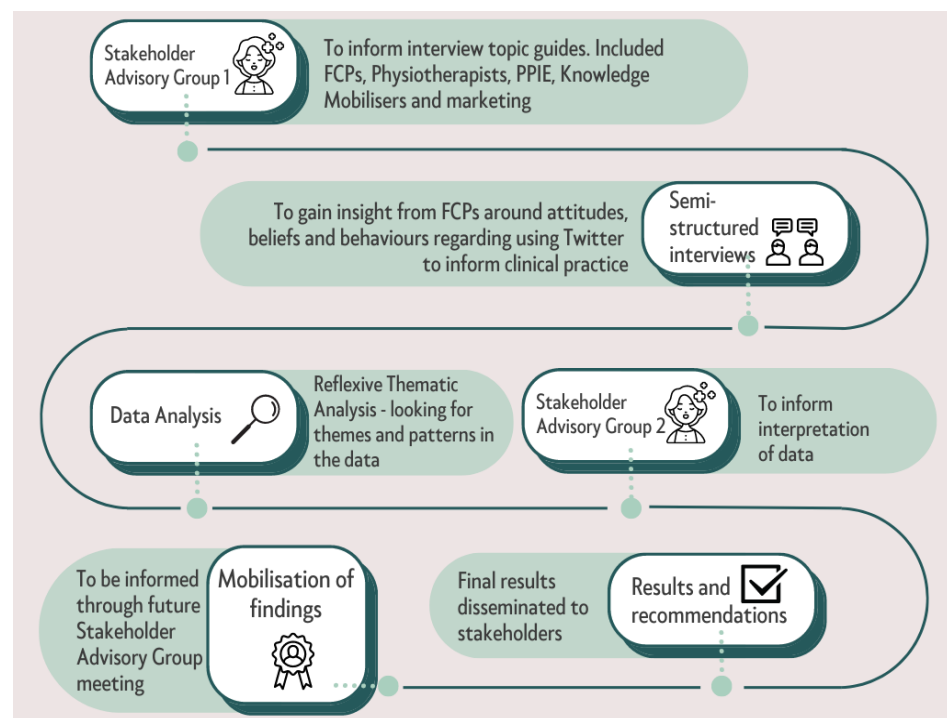 Stakeholder
Advisory Group 1
To inform interview topic guides. Included
FCPs, Physiotherapists, PPIE, Knowledge
Mobilisers and marketing
To gain insight from FCPs around attitudes,
beliefs and behaviours regarding using Twitter
to inform clinical practice
Semi-
structured
interviews
Data Analysis
Reflexive Thematic
Analysis - looking for
themes and patterns in
the data
Stakeholder
Advisory Group 2
To inform
interpretation
of data
To be informed
through future
Stakeholder
Advisory Group
meeting
Mobilisation of
findings
Final results
disseminated to
stakeholders
Results and
recommendations